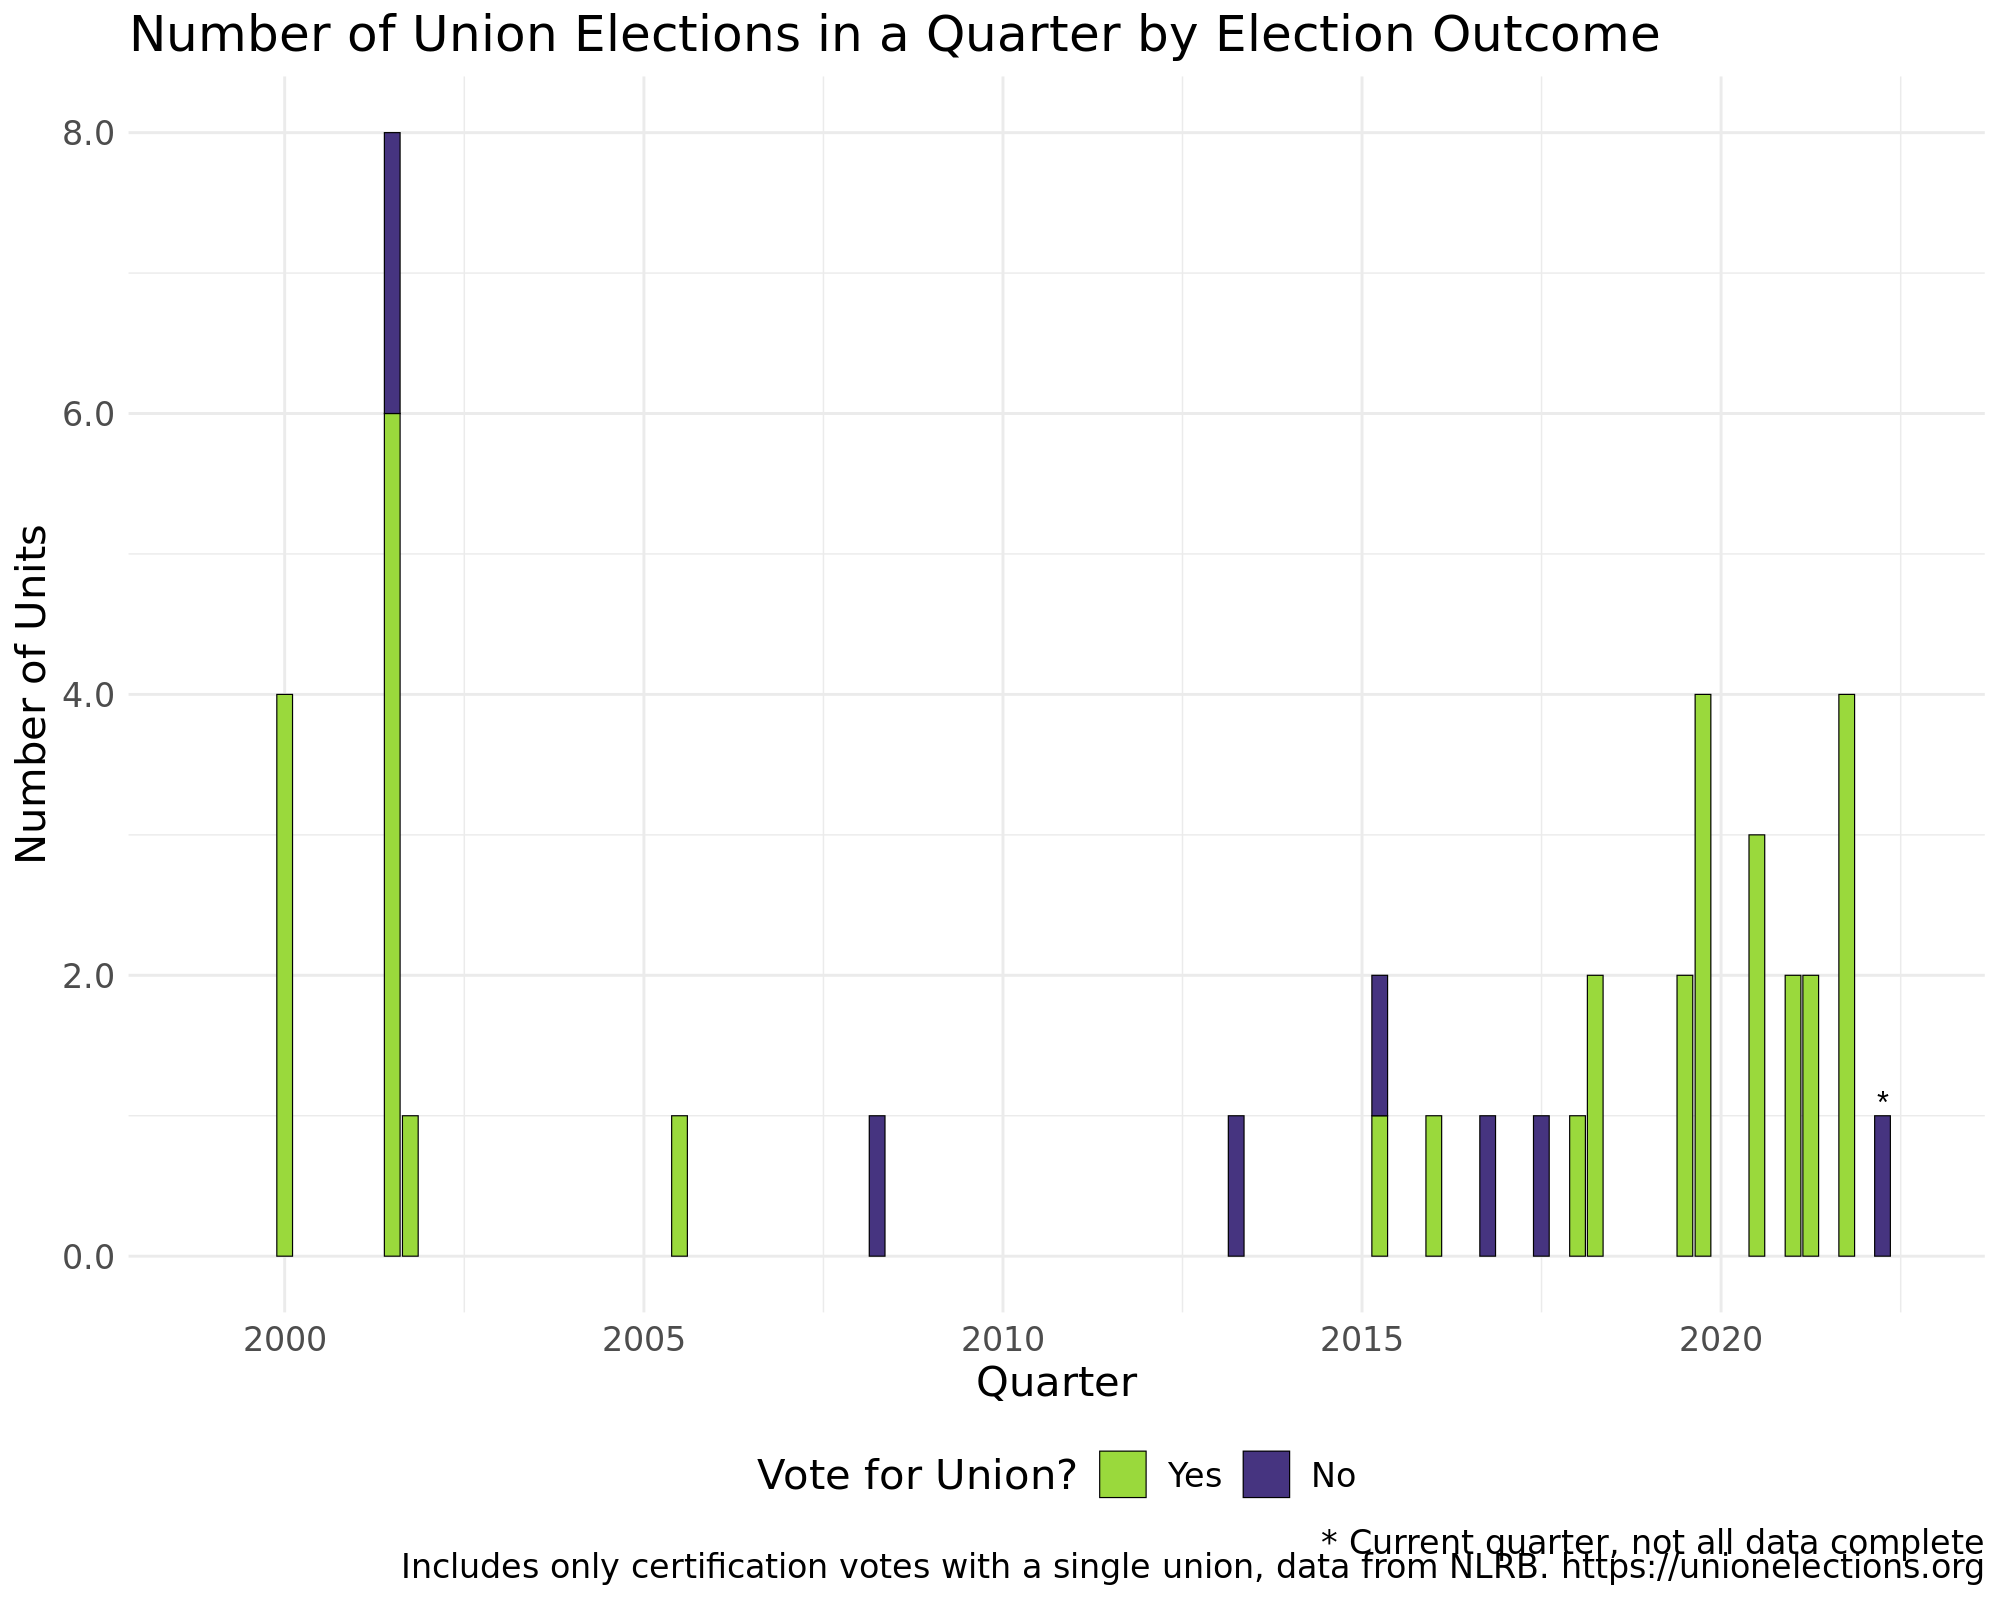 Number of Union Elections in a Quarter by Election Outcome
Number of Units
8.0
6.0
4.0
2.0
0.0
*
2000 2005 2010 2015 2020
Quarter
Vote for Union? Yes No
* Current quarter, not all data complete
Includes only certification votes with a single union, data from NLRB. https://unionelections.org